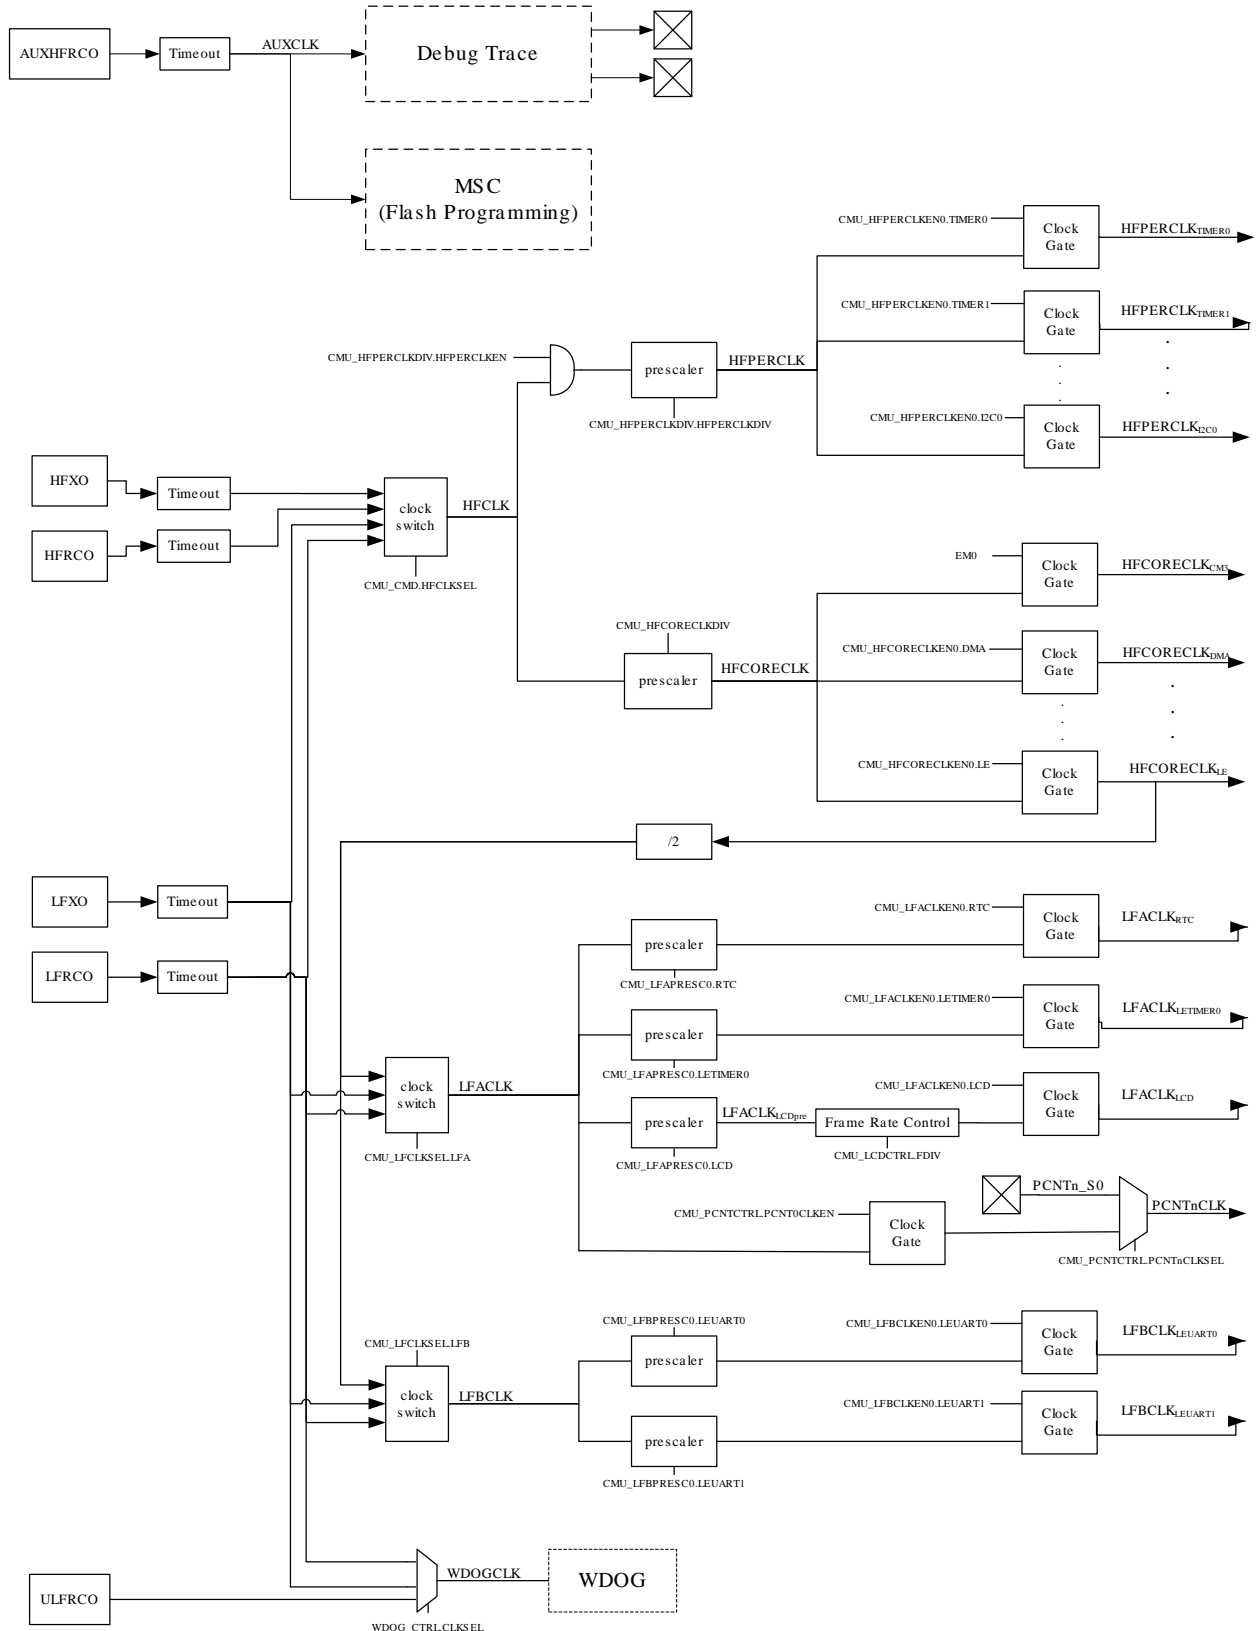 AUXHFRCO
Timeout
AUXCLK
Debug Trace
MSC
(Flash Programming)
CMU_HFPERCLKEN0.TIMER0
Clock
Gate
HFPERCLKTIMER0
CMU_HFPERCLKEN0.TIMER1
Clock
Gate
HFPERCLKTIMER1
CMU_HFPERCLKDIV.HFPERCLKEN
prescaler
HFPERCLK
CMU_HFPERCLKDIV.HFPERCLKDIV
CMU_HFPERCLKEN0.I2C0
Clock
Gate
HFPERCLKI2C0
HFXO
Timeout
HFRCO
Timeout
clock
switch
HFCLK
CMU_CMD.HFCLKSEL
EM0
Clock
Gate
HFCORECLKCM3
CMU_HFCORECLKDIV
prescaler
HFCORECLK
CMU_HFCORECLKEN0.DMA
Clock
Gate
HFCORECLKDMA
CMU_HFCORECLKEN0.LE
Clock
Gate
HFCORECLKLE
/2
LFXO
Timeout
LFRCO
Timeout
CMU_LFACLKEN0.RTC
Clock
Gate
LFACLKRTC
prescaler
CMU_LFAPRESC0.RTC
CMU_LFACLKEN0.LETIMER0
Clock
Gate
LFACLKLETIMER0
prescaler
CMU_LFAPRESC0.LETIMER0
clock
switch
LFACLK
CMU_LFCLKSEL.LFA
CMU_LFACLKEN0.LCD
Clock
Gate
LFACLKLCD
prescaler
LFACLKLCDpre
Frame Rate Control
CMU_LCDCTRL.FDIV
CMU_LFAPRESC0.LCD
PCNTn_S0
PCNTnCLK
CMU_PCNTCTRL.PCNT0CLKEN
Clock
Gate
CMU_PCNTCTRL.PCNTnCLKSEL
CMU_LFBPRESC0.LEUART0
CMU_LFBCLKEN0.LEUART0
Clock
Gate
LFBCLKLEUART0
CMU_LFCLKSEL.LFB
prescaler
clock
switch
LFBCLK
CMU_LFBCLKEN0.LEUART1
Clock
Gate
LFBCLKLEUART1
prescaler
CMU_LFBPRESC0.LEUART1
ULFRCO
WDOGCLK
WDOG
WDOG_CTRL.CLKSEL